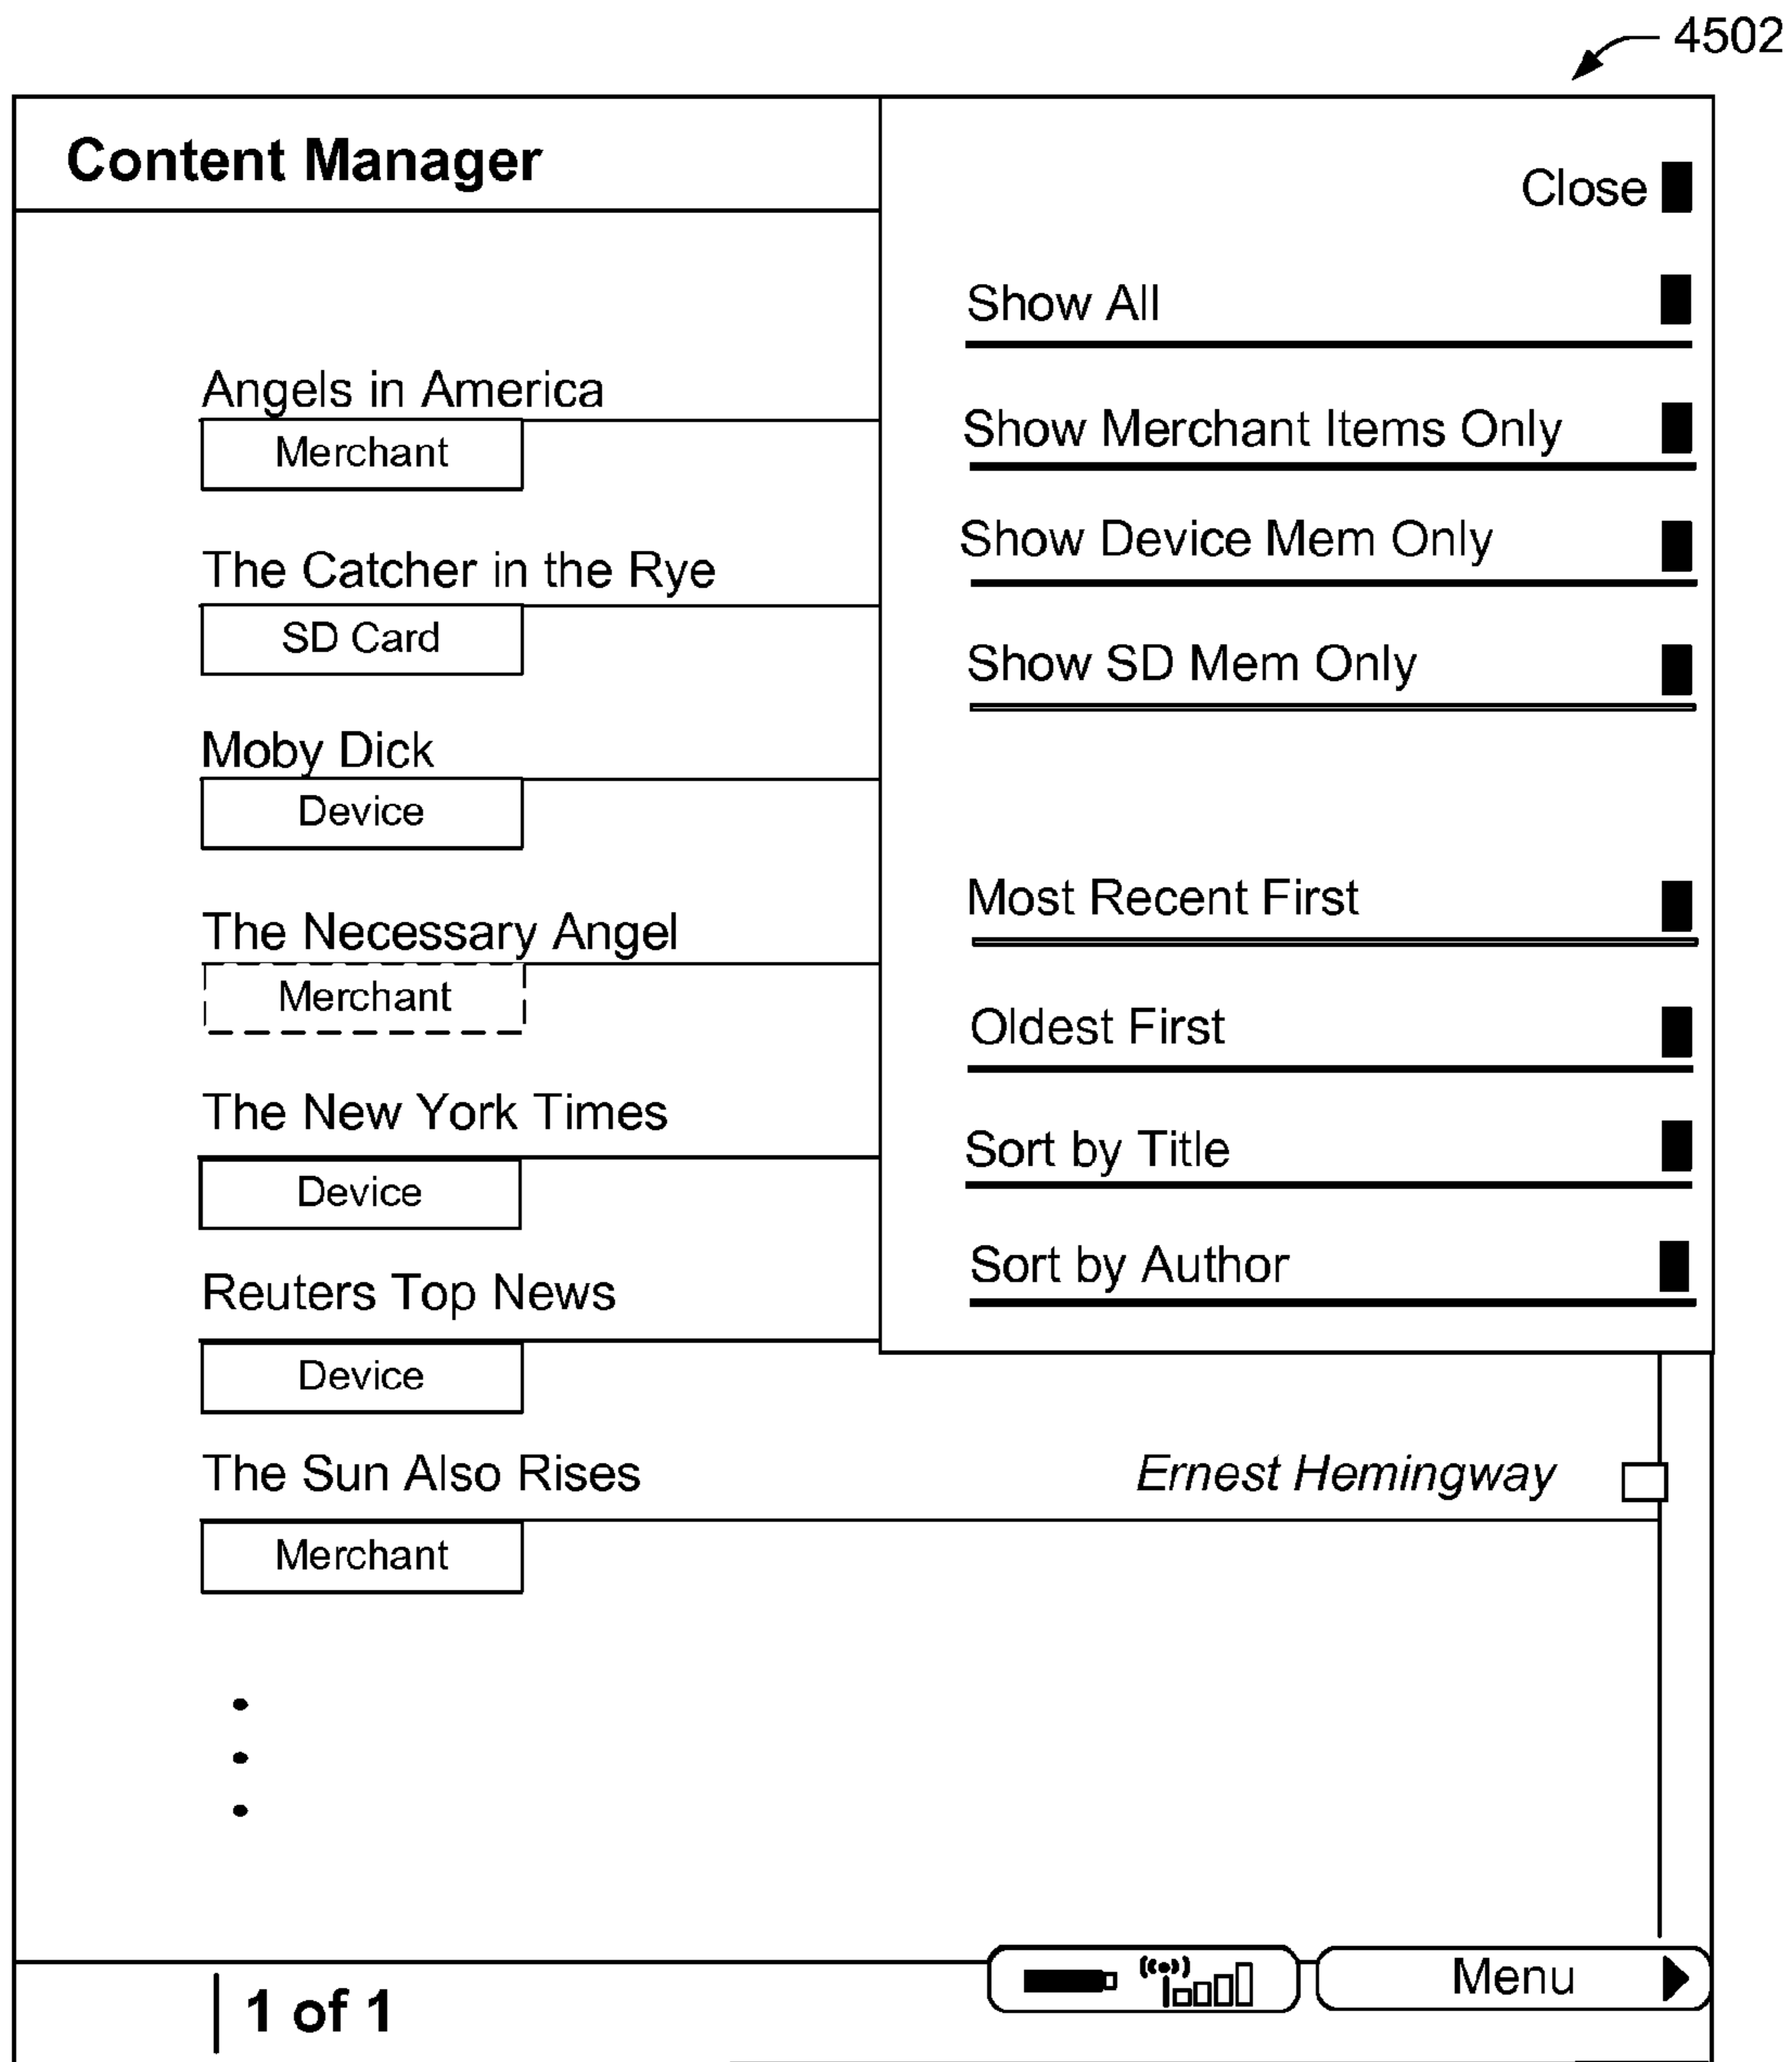 4502
Content Manager
Close
Show All
Angels in America
Merchant
Show Merchant Items Only
Show Device Mem Only
The Catcher in the Rye
SD Card
Show SD Mem Only
Moby Dick
Device
Most Recent First
The Necessary Angel
Merchant
Oldest First
The New York Times
Device
Sort by Title
Sort by Author
Reuters Top News
Device
The Sun Also Rises Ernest Hemingway
Merchant
Menu
1 of 1